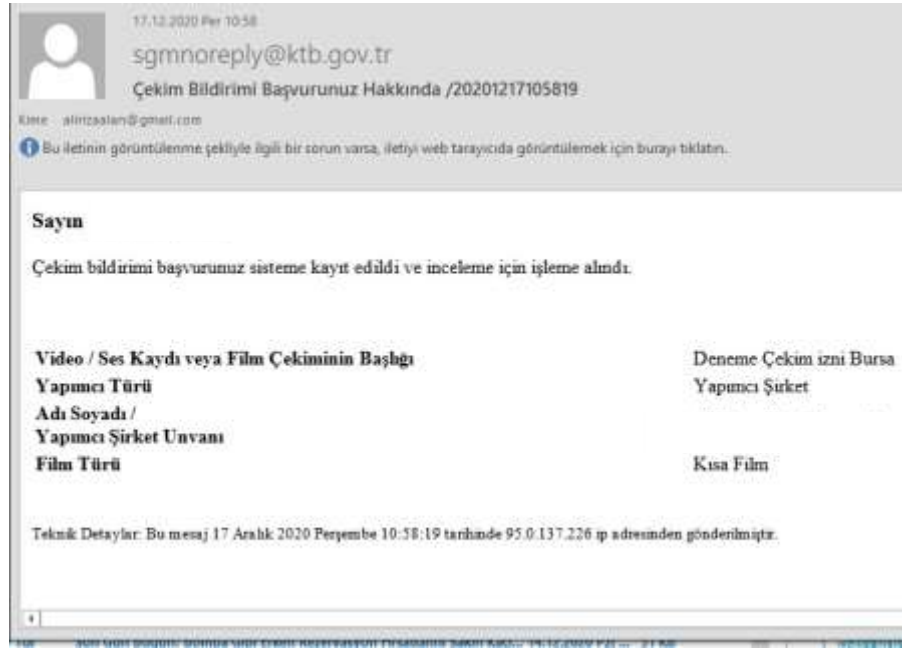 17.12.2020 Per 10:58
sgmnoreply@ktb.gov.tr
Çekim Bildirimi Başvurunuz Hakkında /20201217105819
Kime alirizaalan@gmail.com
Bu iletinin görüntülenme şekliyle ilgili bir sorun varsa, iletiyi web tarayıcıda görüntülemek için burayı tıklatın.
Sayın
Çekim bildirimi başvurunuz sisteme kayıt edildi ve inceleme için işleme alındı.
Video / Ses Kaydı veya Film Çekiminin Başlığı Deneme Çekim izni Bursa
Yapımcı Türü Yapımcı Şirket
Adı Soyadı /
Yapımcı Şirket Unvanı
Film Türü Kısa Film
Teknik Detaylar: Bu mesaj 17 Aralık 2020 Perşembe 10:58:19 tarihinde 95.0.137.226 ip adresinden gönderilmiştir.